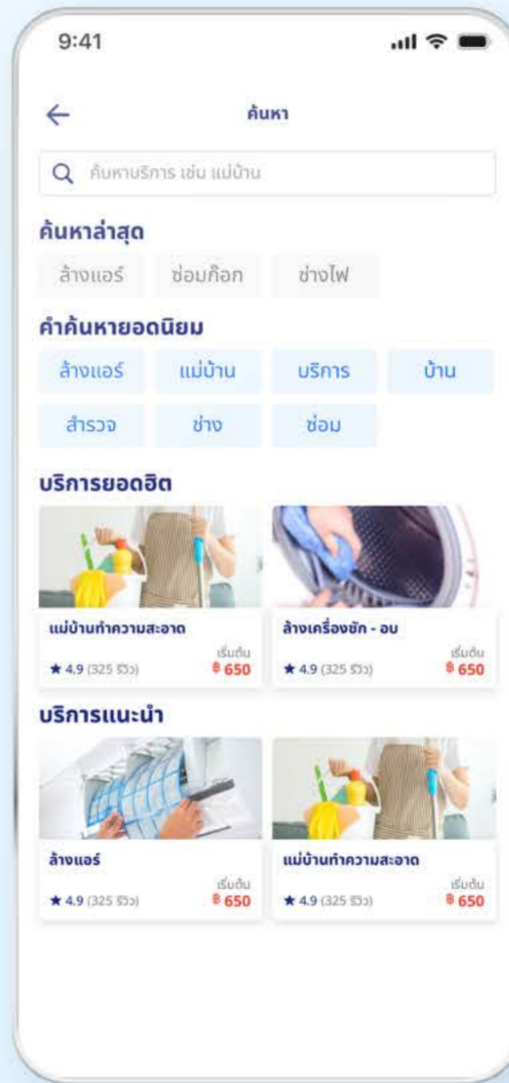 9:41
ค้นหา
ค้นหาบริการ เช่น แม่บ้าน
ค้นหาล่าสุด
ล้างแอร์ ซ่อมก๊อก ช่างไฟ
คำค้นหายอดนิยม
ล้างแอร์ แม่บ้าน บริการ บ้าน
สำรวจ ช่าง ซ่อม
บริการยอดฮิต
แม่บ้านทำความสะอาด
เริ่มต้น
★ 4.9 (325 รีวิว) ฿ 650
ล้างเครื่องซัก - อบ
เริ่มต้น
★ 4.9 (325 รีวิว) ฿ 650
บริการแนะนำ
ล้างแอร์
เริ่มต้น
★ 4.9 (325 รีวิว) ฿ 650
แม่บ้านทำความสะอาด
เริ่มต้น
★ 4.9 (325 รีวิว) ฿ 650